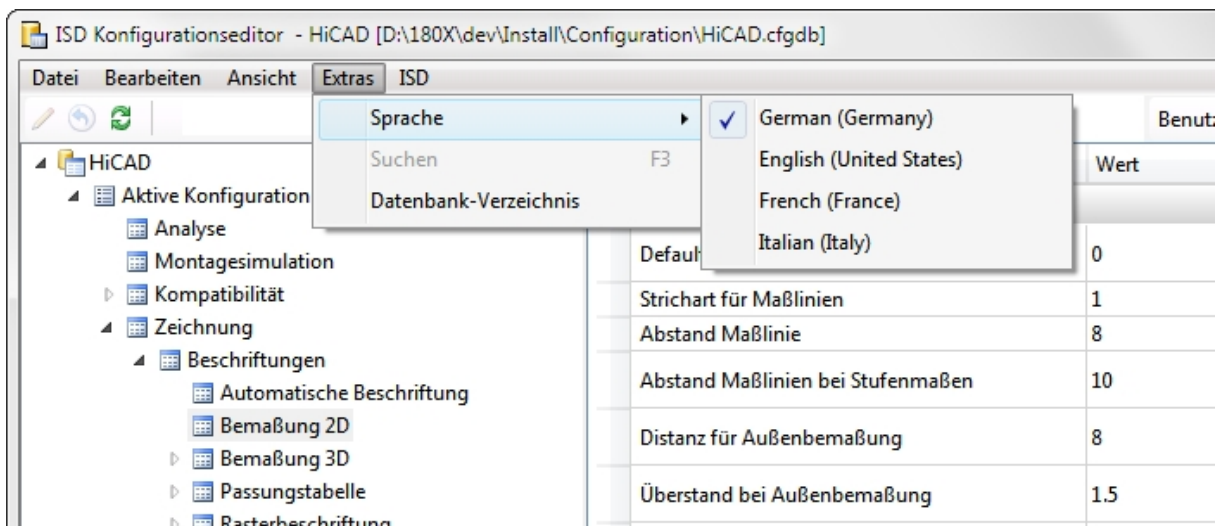 ISD Konfigurationseditor - HiCAD [D:\180X\dev\Install\Configuration\HiCAD.cfgdb]
Datei Bearbeiten Ansicht Extras ISD
Sprache
Suchen F3
Datenbank-Verzeichnis
German (Germany)
English (United States)
French (France)
Italian (Italy)
HiCAD
Aktive Konfiguration
Analyse
Montagesimulation
Kompatibilität
Zeichnung
Beschriftungen
Automatische Beschriftung
Bemaßung 2D
Bemaßung 3D
Passungstabelle
Rasterbeschriftung
Wert
0
Strichart für Maßlinien 1
Abstand Maßlinie 8
Abstand Maßlinien bei Stufenmaßen 10
Distanz für Außenbemaßung 8
Überstand bei Außenbemaßung 1.5